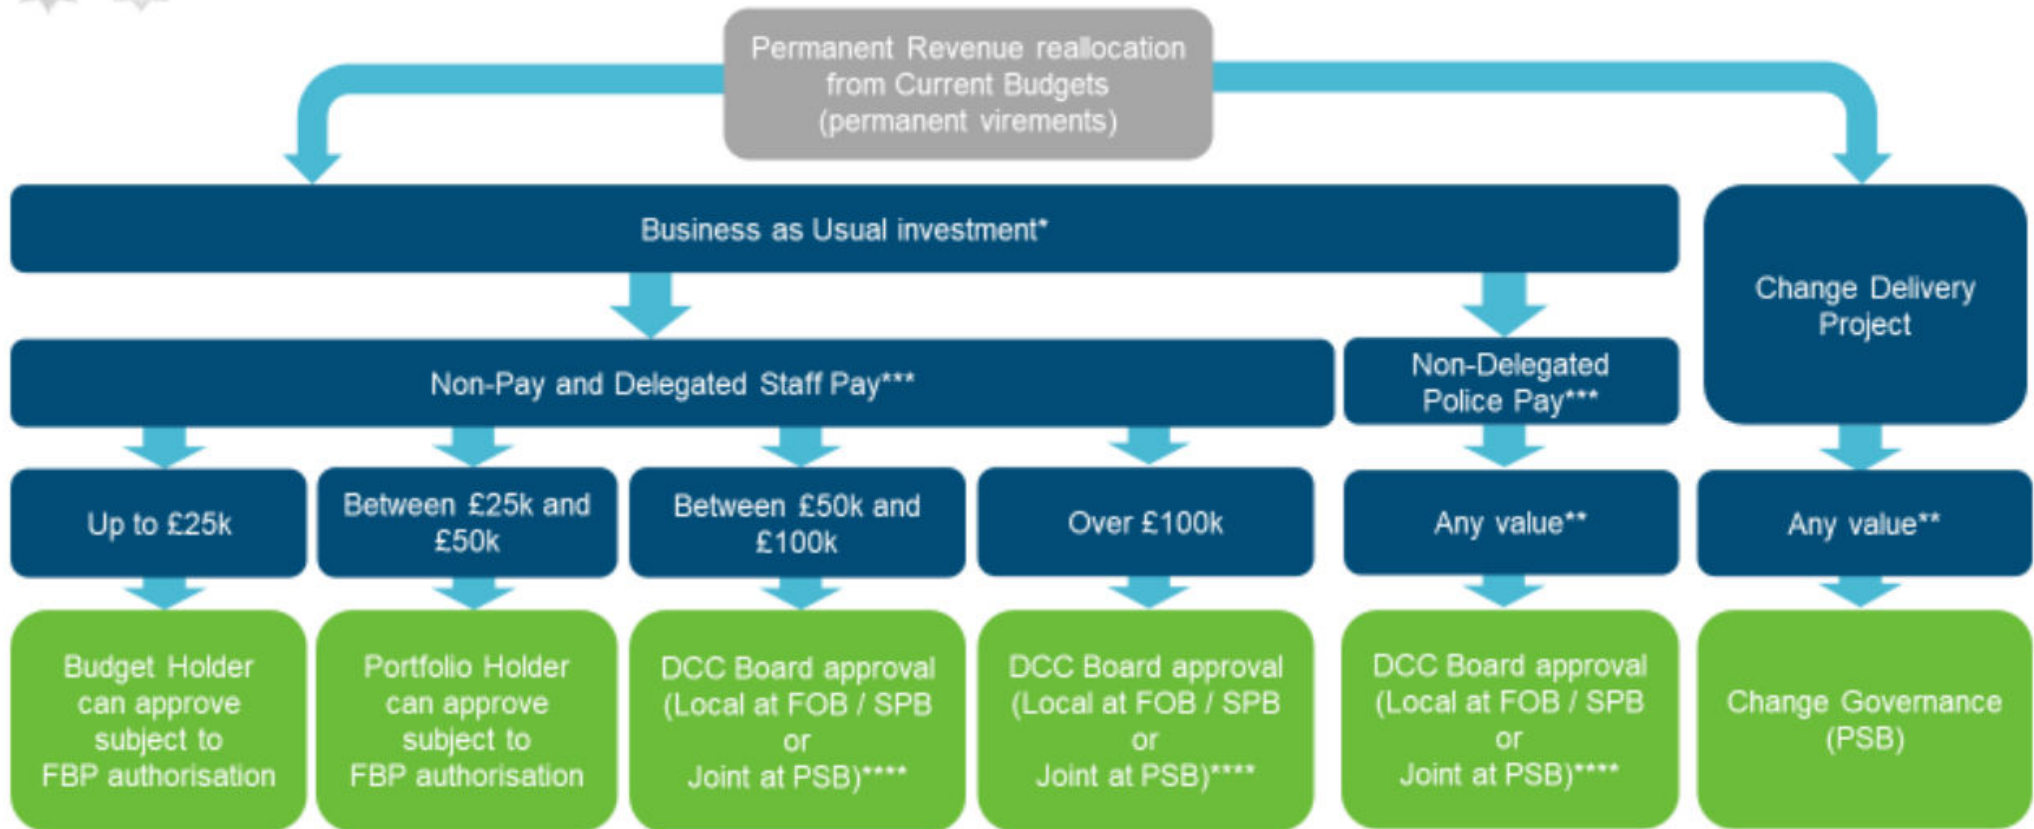 Permanent Revenue reallocation
from Current Budgets
(permanent virements)
Business as Usual investment*
Change Delivery
Project
Non-Pay and Delegated Staff Pay***
Non-Delegated
Police Pay***
Up to £25k
Between £25k and
£50k
Between £50k and
£100k
Over £100k
Any value**
Any value**
Budget Holder
can approve
subject to
FBP authorisation
Portfolio Holder
can approve
subject to
FBP authorisation
DCC Board approval
(Local at FOB / SPB
or
Joint at PSB)****
DCC Board approval
(Local at FOB / SPB
or
Joint at PSB)****
DCC Board approval
(Local at FOB / SPB
or
Joint at PSB)****
Change Governance
(PSB)